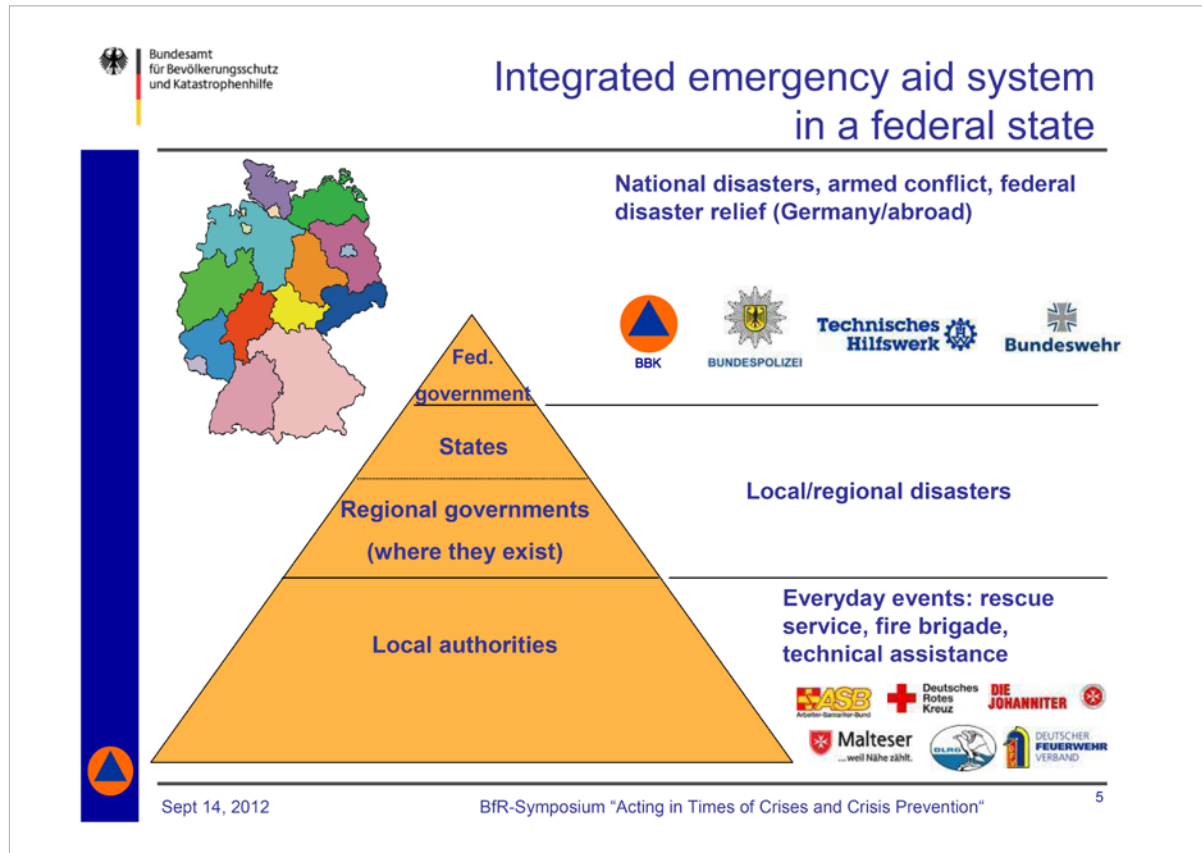 Bundesamt
für Bevölkerungsschutz
und Katastrophenhilfe
Integrated emergency aid system
in a federal state
National disasters, armed conflict, federal
disaster relief (Germany/abroad)
BBK
BUNDESPOLIZEI
Technisches
Hilfswerk
Bundeswehr
Fed.
government
States
Regional governments
(where they exist)
Local/regional disasters
Local authorities
Everyday events: rescue
service, fire brigade,
technical assistance
ASB
Arbeiter-Samariter-Bund
Deutsches
Rotes
Kreuz
DIE
JOHANNITER
Malteser
...weil Nähe zählt.
DLRG
DEUTSCHER
FEUERWEHR
VERBAND
Sept 14, 2012
BfR-Symposium “Acting in Times of Crises and Crisis Prevention“
5